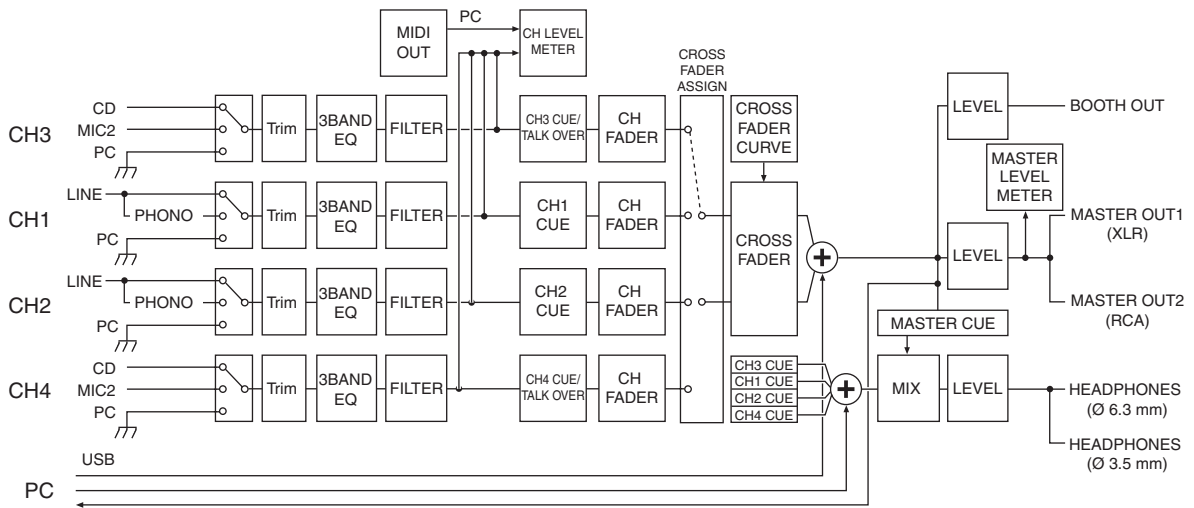 MIDI
OUT
PC
CH LEVEL
METER
CROSS
FADER
ASSIGN
CH3
CD
MIC2
PC
Trim
3BAND
EQ
FILTER
CH3 CUE/
TALK OVER
CH
FADER
CROSS
FADER
CURVE
LEVEL
BOOTH OUT
MASTER
LEVEL
METER
CH1
LINE
PHONO
PC
Trim
3BAND
EQ
FILTER
CH1
CUE
CH
FADER
CROSS
FADER
+
LEVEL
MASTER OUT1
(XLR)
CH2
LINE
PHONO
PC
Trim
3BAND
EQ
FILTER
CH2
CUE
CH
FADER
MASTER OUT2
(RCA)
MASTER CUE
CH4
CD
MIC2
PC
Trim
3BAND
EQ
FILTER
CH4 CUE/
TALK OVER
CH
FADER
CH3 CUE
CH1 CUE
CH2 CUE
CH4 CUE
+
MIX
LEVEL
HEADPHONES
(Ø 6.3 mm)
HEADPHONES
(Ø 3.5 mm)
USB
PC